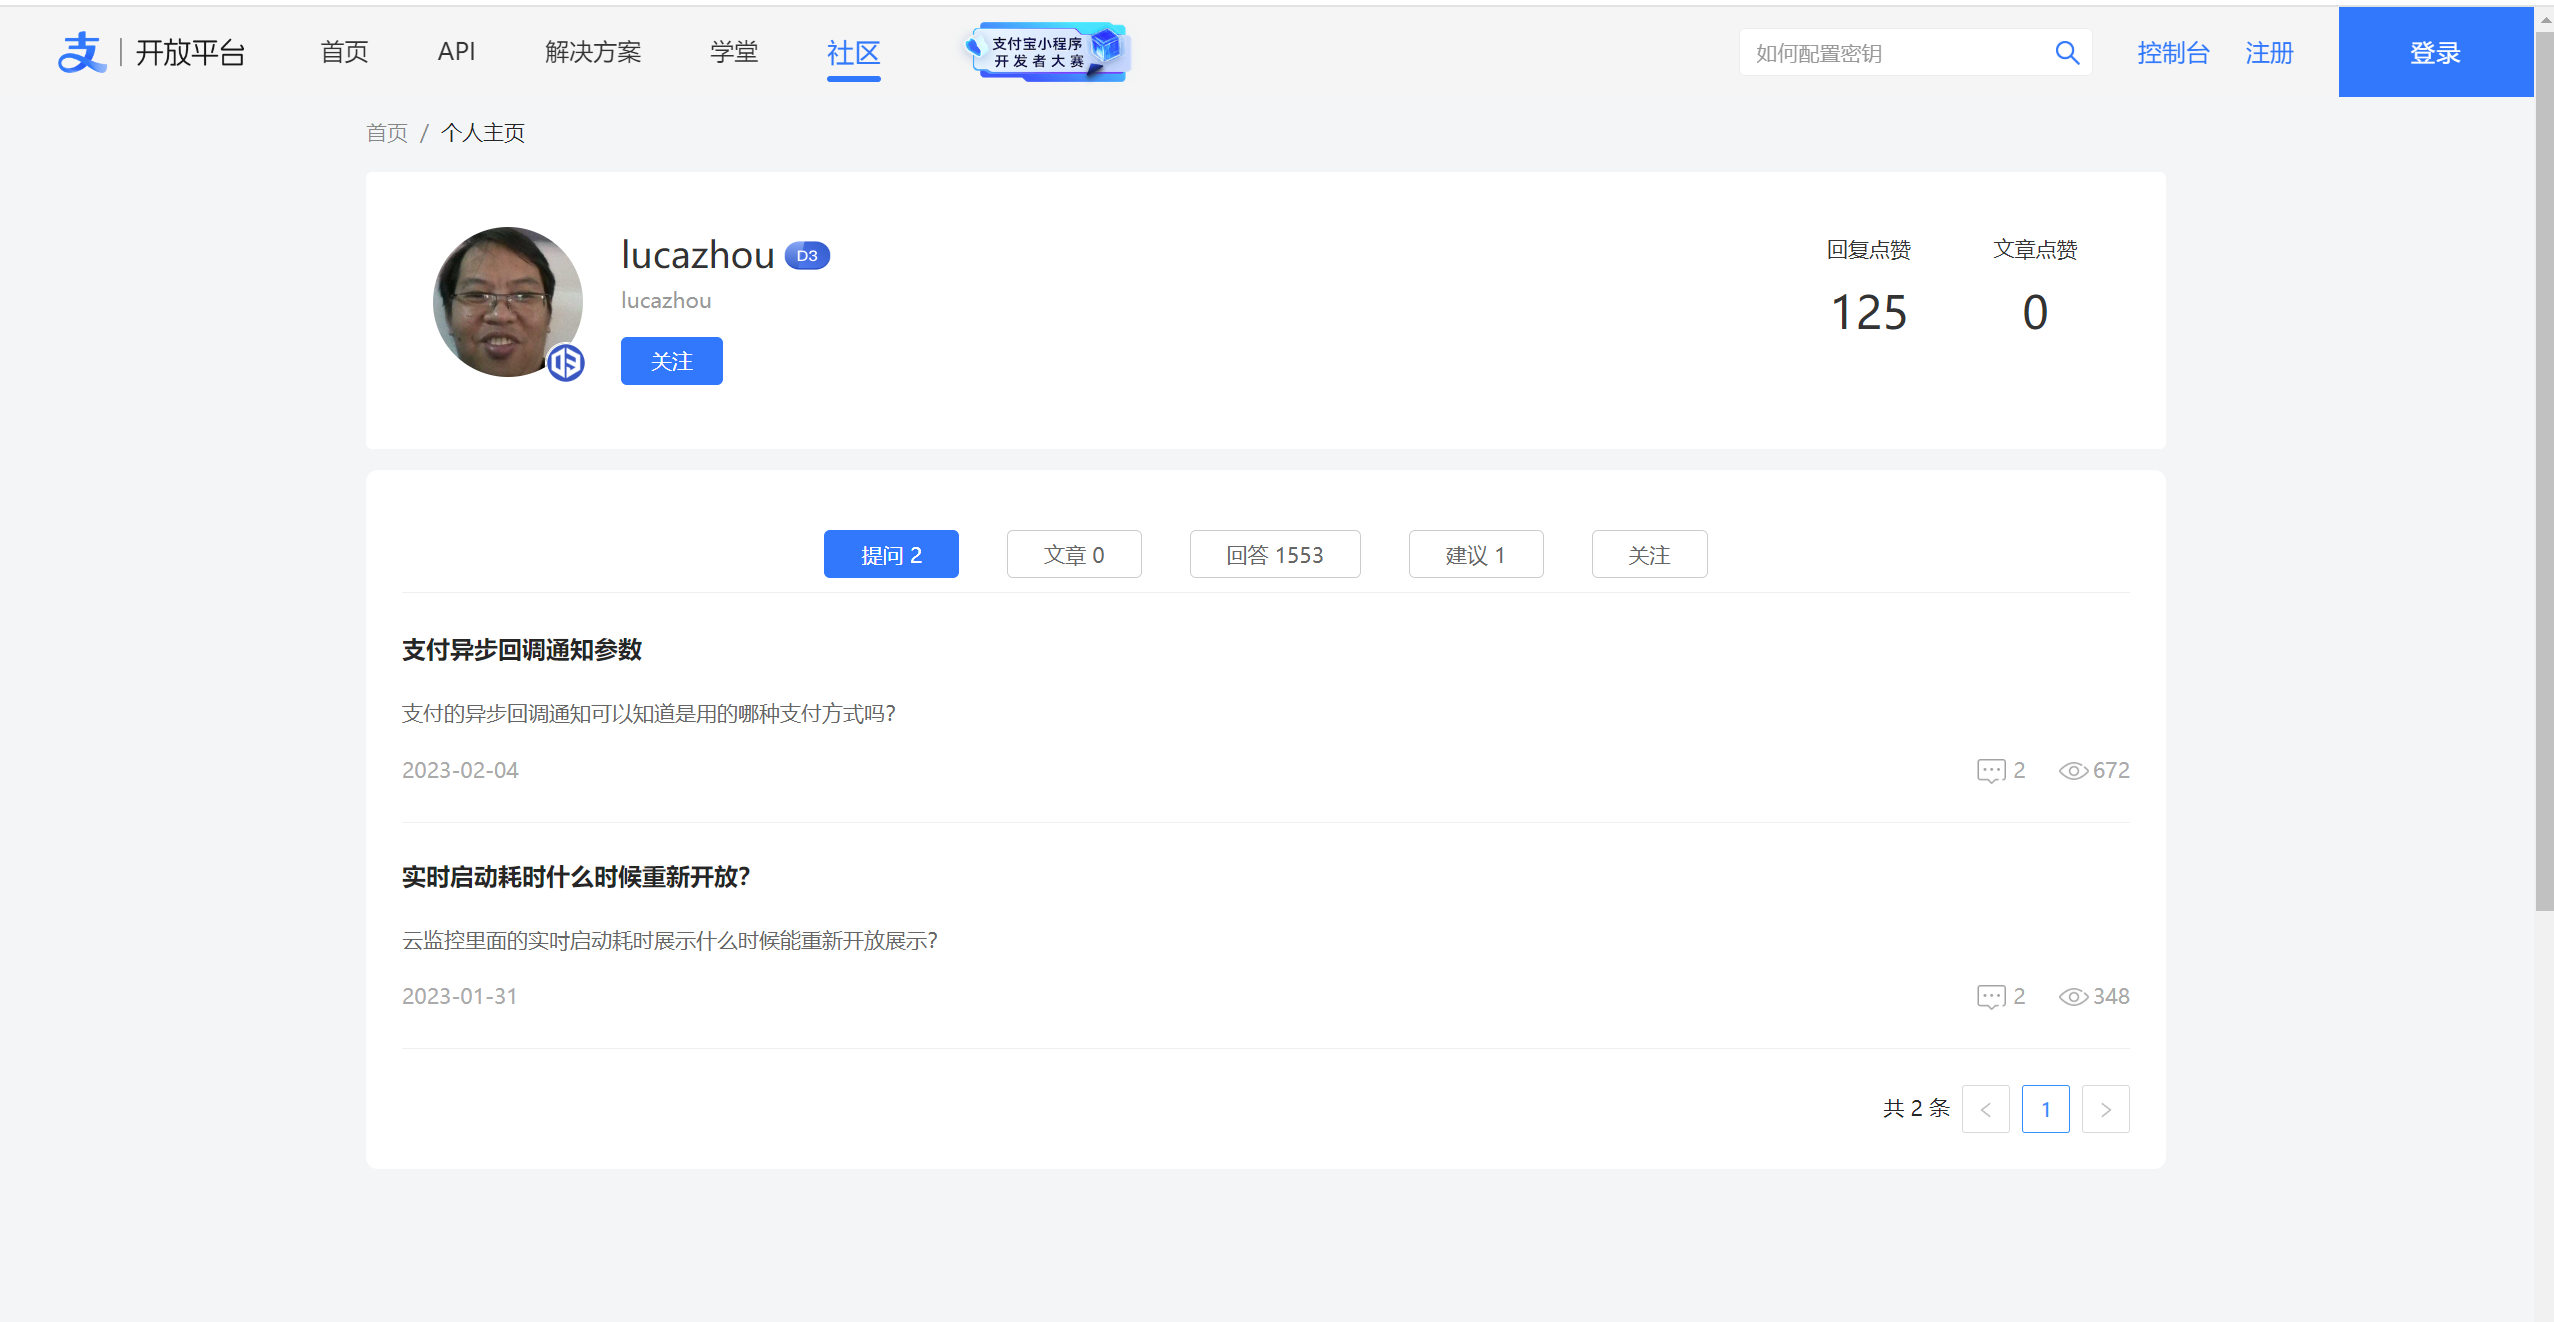 支 | 开放平台 首页 API 解决方案 学堂 社区 支付宝小程序 如何配置密钥 控制台 注册 登录
开发者大赛
首页 / 个人主页
lucazhou D3 回复点赞 文章点赞
lucazhou 125 0
关注
提问 2 文章 0 回答 1553 建议 1 关注
支付异步回调通知参数
支付的异步回调通知可以知道是用的哪种支付方式吗?
2023-02-04 2 672
实时启动耗时什么时候重新开放?
云监控里面的实时启动耗时展示什么时候能重新开放展示?
2023-01-31 2 348
共 2 条 < 1 >